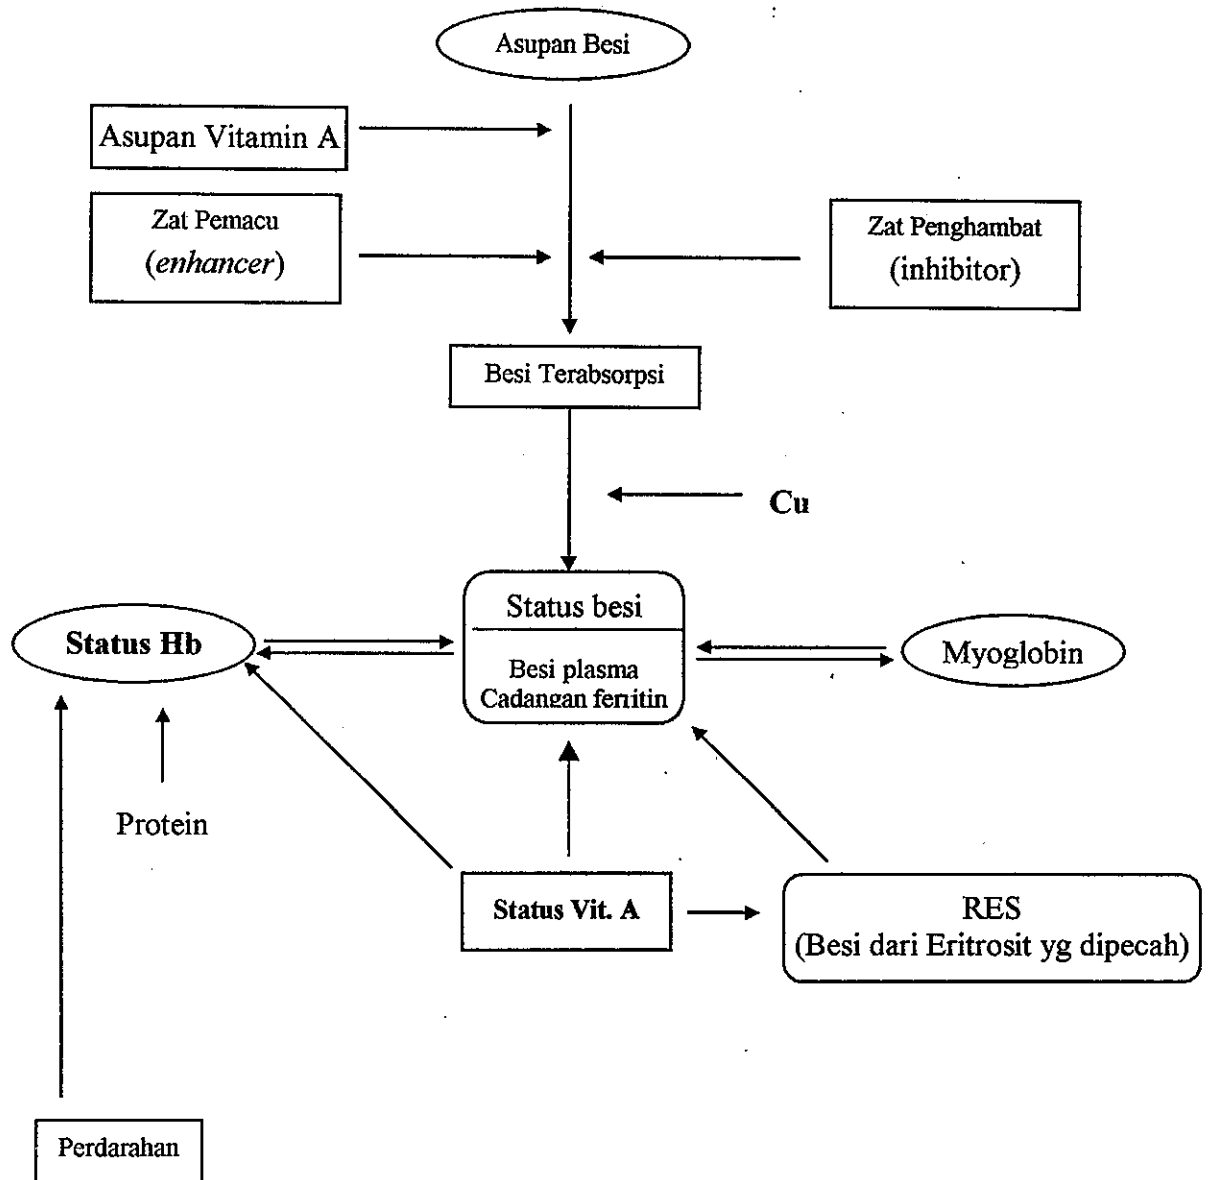 Asupan Besi
Asupan Vitamin A
Zat Pemacu
(enhancer)
Zat Penghambat
(inhibitor)
Besi Terabsorpsi
Cu
Status besi
Status Hb
Besi plasma
Cadangan ferritin
Myoglobin
Protein
Status Vit. A
RES
(Besi dari Eritrosit yg dipecah)
Perdarahan